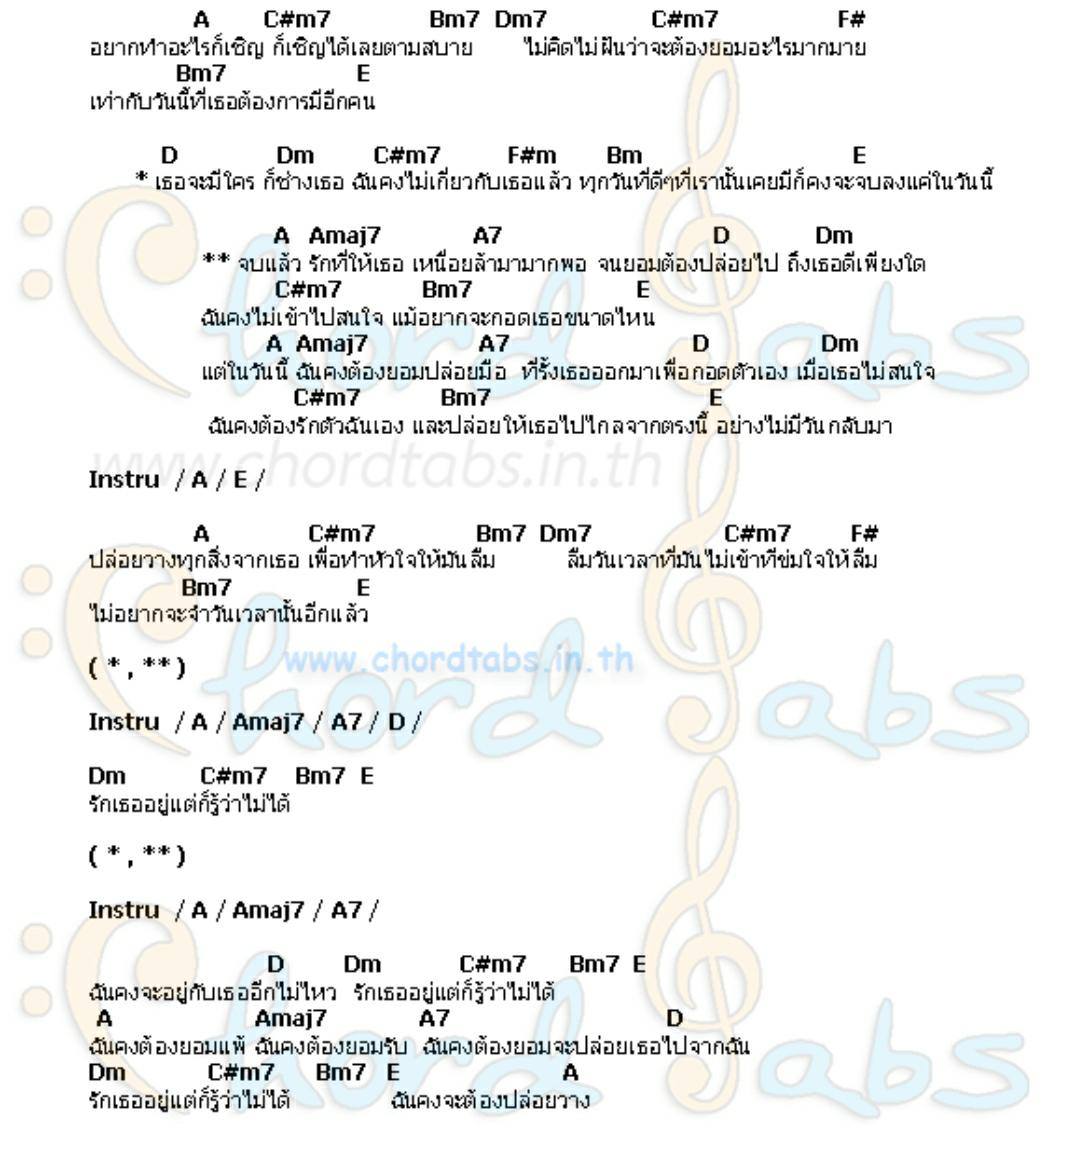 A C#m7 Bm7 Dm7 C#m7 F#
อยากทำอะไรก็เชิญ ก็เชิญได้เลยตามสบาย ไม่คิดไม่ฝันว่าจะต้องยอมอะไรมากมาย
Bm7 E
เท่ากับวันนี้ที่เธอต้องการมีอีกคน
D Dm C#m7 F#m Bm E
* เธอจะมีใคร ก็ช่างเธอ ฉันคงไม่เกี่ยวกับเธอแล้ว ทุกวันที่ดีๆที่เรานั้นเคยมีก็คงจะจบลงแค่ในวันนี้
A Amaj7 A7 D Dm
** จบแล้ว รักที่ให้เธอ เหนื่อยล้ามามากพอ จนยอมต้องปล่อยไป ถึงเธอดีเพียงใด
C#m7 Bm7 E
ฉันคงไม่เข้าไปสนใจ แม้อยากจะกอดเธอขนาดไหน
A Amaj7 A7 D Dm
แต่ในวันนี้ ฉันคงต้องยอมปล่อยมือ ที่รั้งเธอออกมาเพื่อกอดตัวเอง เมื่อเธอไม่สนใจ
C#m7 Bm7 E
ฉันคงต้องรักตัวฉันเอง และปล่อยให้เธอไปไกลจากตรงนี้ อย่างไม่มีวันกลับมา
www.chordtabs.in.th
Instru / A / E /
A C#m7 Bm7 Dm7 C#m7 F#
ปล่อยวางทุกสิ่งจากเธอ เพื่อทำหัวใจให้มันลืม ลืมวันเวลาที่มันไม่เข้าที่ข่มใจให้ลืม
Bm7 E
ไม่อยากจะจำวันเวลานั้นอีกแล้ว
www.chordtabs.in.th
( * , ** )
Chord Tabs
Instru / A / Amaj7 / A7 / D /
Dm C#m7 Bm7 E
รักเธออยู่แต่ก็รู้ว่าไม่ได้
( * , ** )
Instru / A / Amaj7 / A7 /
D Dm C#m7 Bm7 E
ฉันคงจะอยู่กับเธออีกไม่ไหว รักเธออยู่แต่ก็รู้ว่าไม่ได้
A Amaj7 A7 D
ฉันคงต้องยอมแพ้ ฉันคงต้องยอมรับ ฉันคงต้องยอมจะปล่อยเธอไปจากฉัน
Dm C#m7 Bm7 E A
รักเธออยู่แต่ก็รู้ว่าไม่ได้ ฉันคงจะต้องปล่อยวาง